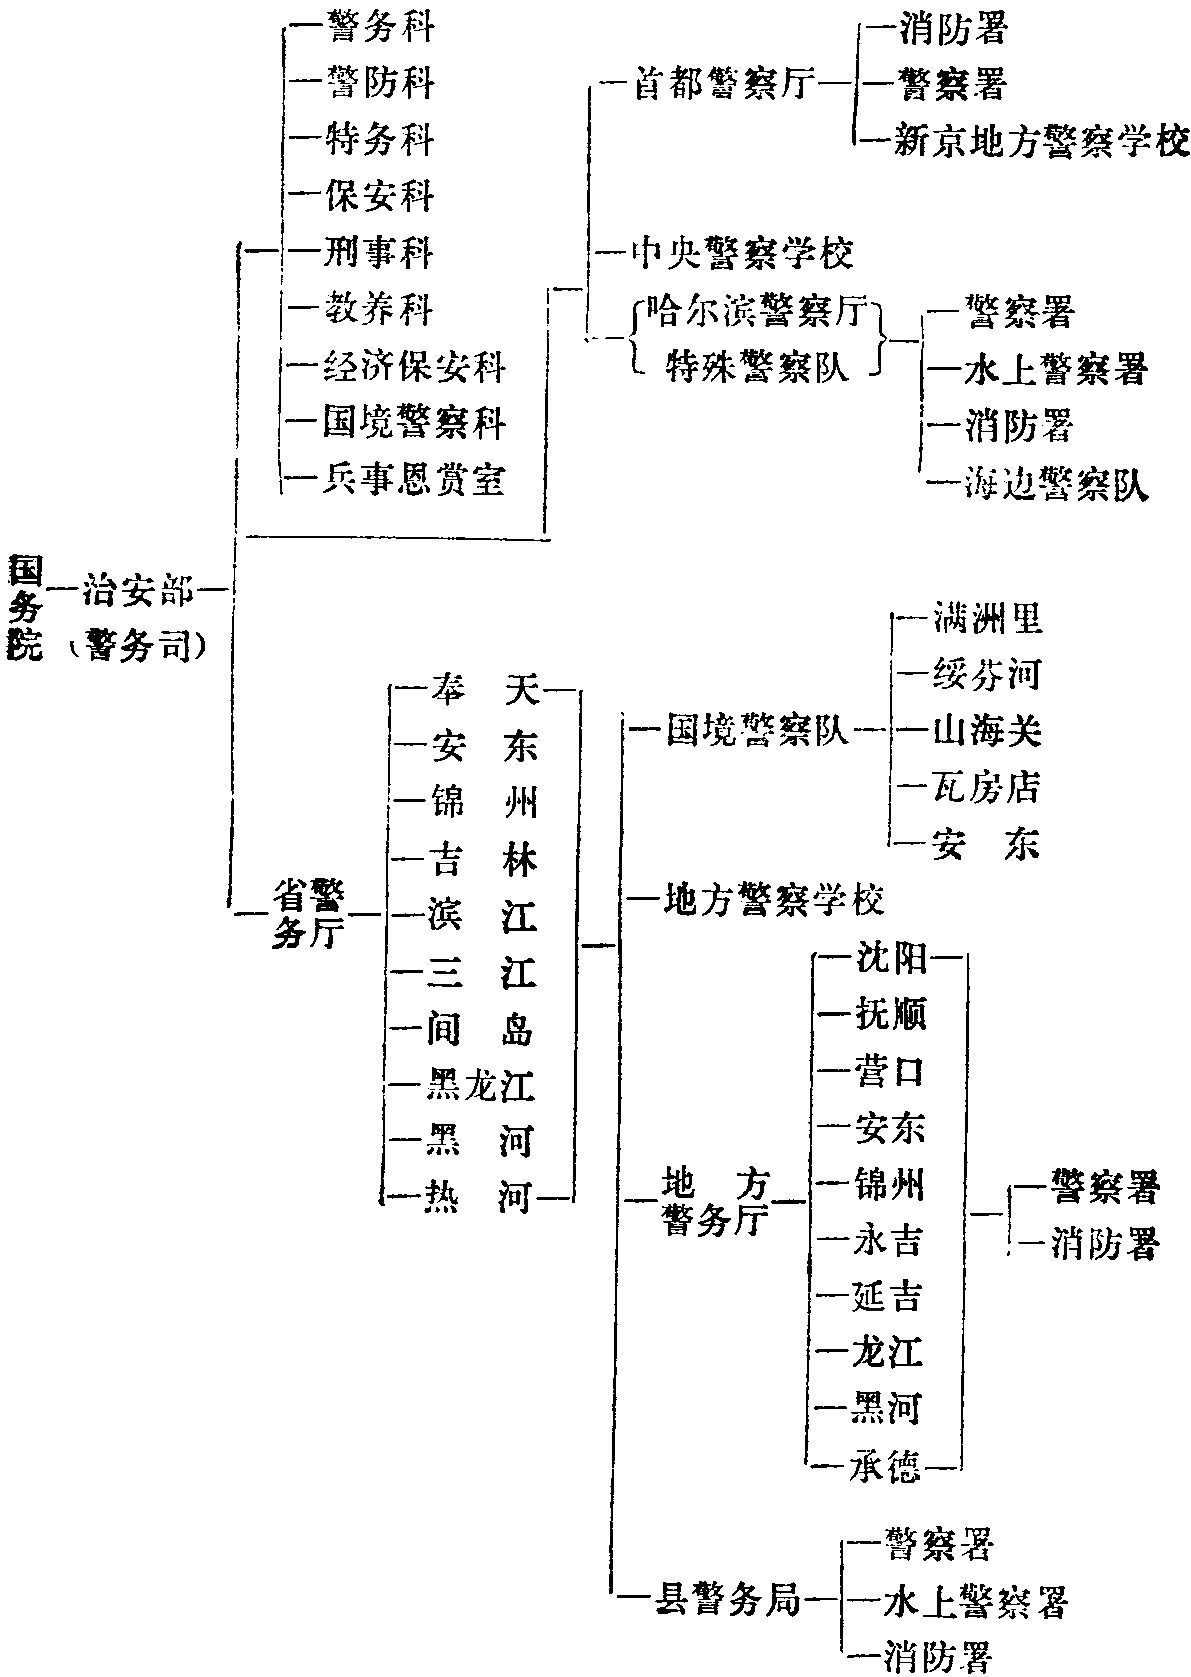 国务院
治安部
（警务司）
警务科
警防科
特务科
保安科
刑事科
教养科
经济保安科
国境警察科
兵事恩赏室
首都警察厅
消防署
警察署
新京地方警察学校
中央警察学校
哈尔滨警察厅
特殊警察队
警察署
水上警察署
消防署
海边警察队
省警务厅
奉天
安东
锦州
吉林
滨江
三江
间岛
黑龙江
黑河
热河
国境警察队
满洲里
绥芬河
山海关
瓦房店
安东
地方警察学校
地方
警务厅
沈阳
抚顺
营口
安东
锦州
永吉
延吉
龙江
黑河
承德
警察署
消防署
县警务局
警察署
水上警察署
消防署